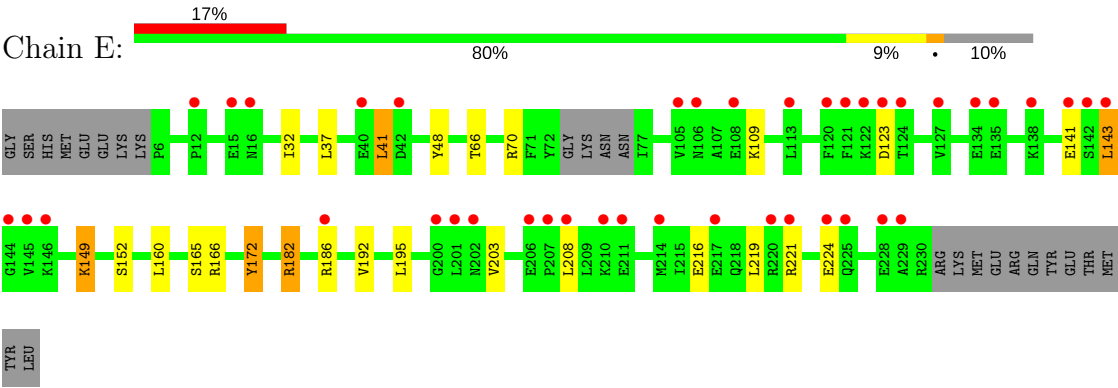 17%
Chain E:
80% 9% • 10%
GLY SER HIS MET GLU GLU LYS LYS P6 P12 E15 N16 I32 L37 E40 L41 D42 Y48 T66 R70 F71 Y72 GLY LYS ASN ASN I77 V105 N106 A107 E108 K109 L113 F120 F121 K122 D123 T124 V127 E134 E135 K138 E141 S142 L143
G144 V145 K146 K149 S152 L160 S165 R166 Y172 R182 R186 V192 L195 G200 L201 N202 V203 E206 P207 L208 L209 K210 E211 M214 I215 E216 E217 Q218 L219 R220 R221 E224 Q225 E228 A229 R230 ARG LYS MET GLU ARG GLN TYR GLU THR MET
TYR LEU